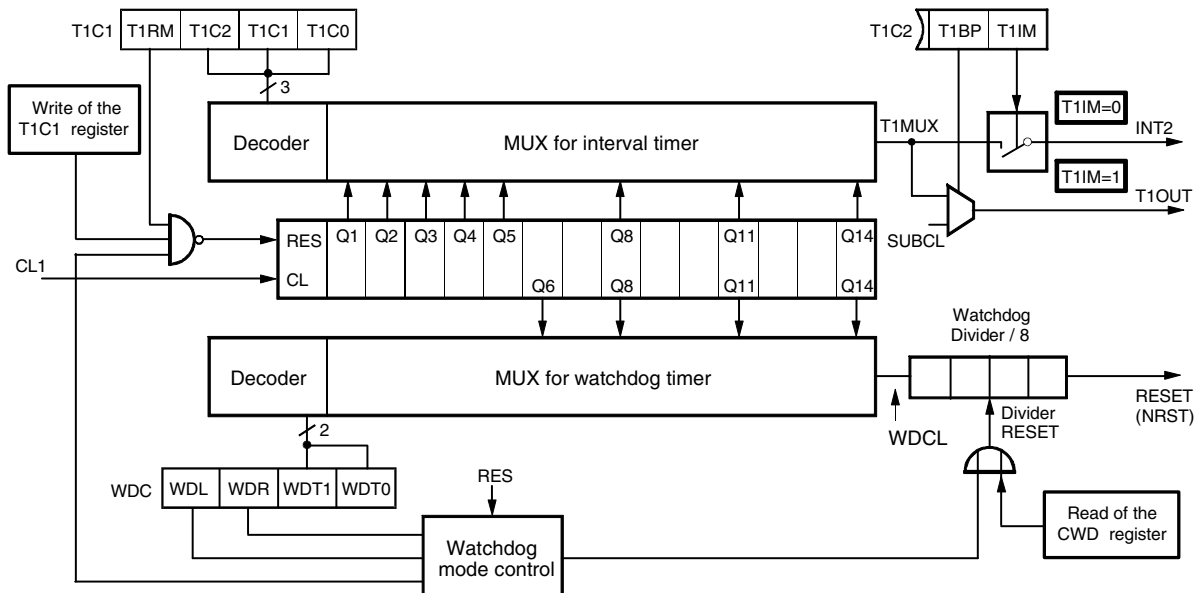 T1C1 T1RM T1C2 T1C1 T1C0
T1C2 T1BP T1IM
3
Write of the
T1C1 register
Decoder
MUX for interval timer
T1MUX
T1IM=0
INT2
T1IM=1
T1OUT
SUBCL
RES Q1 Q2 Q3 Q4 Q5 Q8 Q11 Q14
CL1
CL Q6 Q8 Q11 Q14
Watchdog
Divider / 8
Decoder
MUX for watchdog timer
RESET
(NRST)
Divider
RESET
WDCL
2
WDC WDL WDR WDT1 WDT0
RES
Watchdog
mode control
Read of the
CWD register